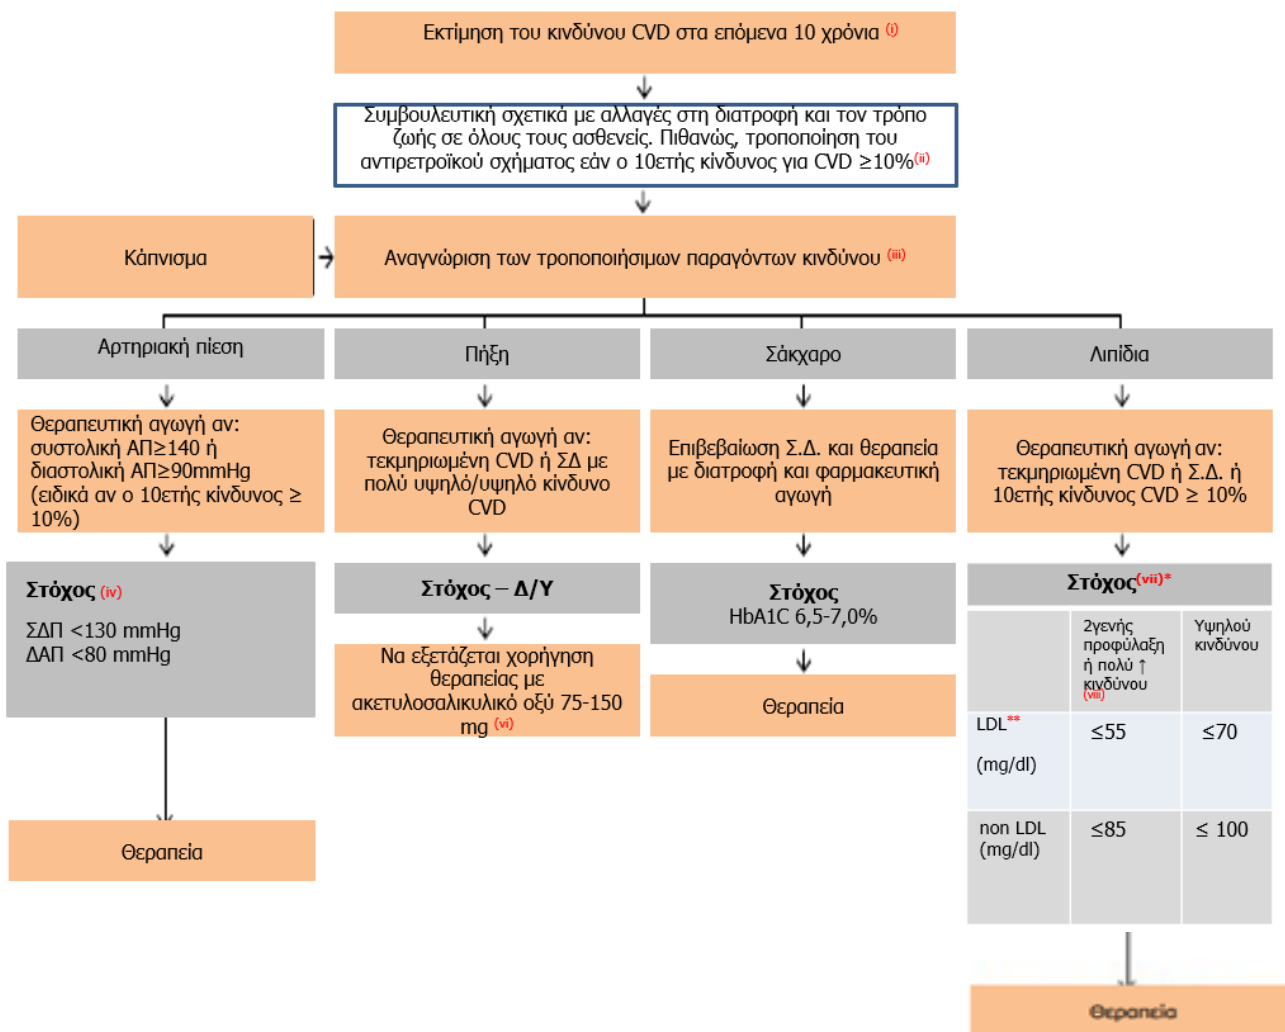 Εκτίμηση του κινδύνου CVD στα επόμενα 10 χρόνια (i)
Συμβουλευτική σχετικά με αλλαγές στη διατροφή και τον τρόπο
ζωής σε όλους τους ασθενείς. Πιθανώς, τροποποίηση του
αντιρετροϊκού σχήματος εάν ο 10ετής κίνδυνος για CVD ≥10%(ii)
Κάπνισμα
Αναγνώριση των τροποποιήσιμων παραγόντων κινδύνου (iii)
Αρτηριακή πίεση
Πήξη
Σάκχαρο
Λιπίδια
Θεραπευτική αγωγή αν:
συστολική ΑΠ≥140 ή
διαστολική ΑΠ≥90mmHg
(ειδικά αν ο 10ετής κίνδυνος ≥
10%)
Θεραπευτική αγωγή αν:
τεκμηριωμένη CVD ή ΣΔ με
πολύ υψηλό/υψηλό κίνδυνο
CVD
Επιβεβαίωση Σ.Δ. και θεραπεία
με διατροφή και φαρμακευτική
αγωγή
Θεραπευτική αγωγή αν:
τεκμηριωμένη CVD ή Σ.Δ. ή
10ετής κίνδυνος CVD ≥ 10%
Στόχος (iv)
ΣΔΠ <130 mmHg
ΔΑΠ <80 mmHg
Θεραπεία
Στόχος – Δ/Υ
Να εξετάζεται χορήγηση
θεραπείας με
ακετυλοσαλικυλικό οξύ 75-150
mg (vi)
Στόχος
HbA1C 6,5-7,0%
Θεραπεία
Στόχος(vii)*
2γενής
προφύλαξη
ή πολύ ↑
κινδύνου
(viii)
Υψηλού
κινδύνου
LDL**
(mg/dl)
≤55
≤70
non LDL
(mg/dl)
≤85
≤ 100
Θεραπεία